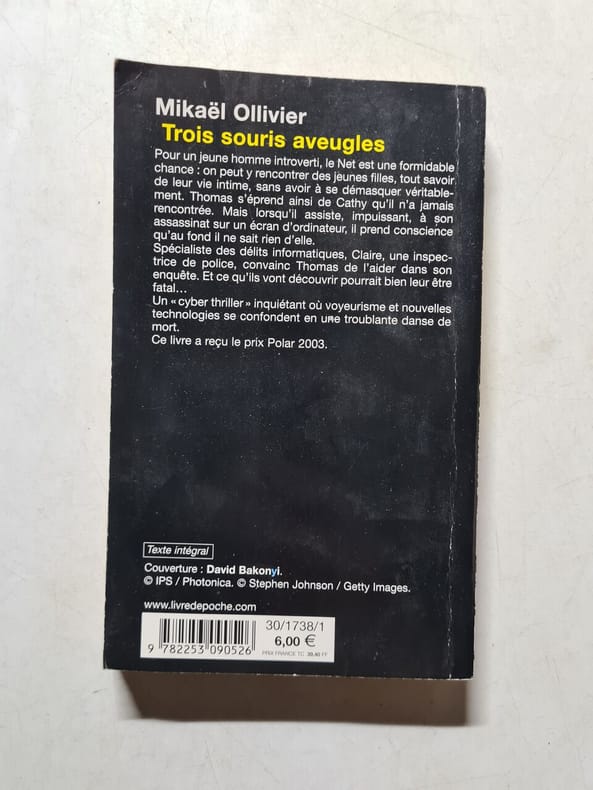 Mikaël Ollivier
Trois souris aveugles
Pour un jeune homme introverti, le Net est une formidable
chance : on peut y rencontrer des jeunes filles, tout savoir
de leur vie intime, sans avoir à se démasquer véritable-
ment. Thomas s'éprend ainsi de Cathy qu'il n'a jamais
rencontrée. Mais lorsqu'il assiste, impuissant, à son
assassinat sur un écran d'ordinateur, il prend conscience
qu'au fond il ne sait rien d'elle.
Spécialiste des délits informatiques, Claire, une inspec-
trice de police, convainc Thomas de l'aider dans son
enquête. Et ce qu'ils vont découvrir pourrait bien leur être
fatal…
Un « cyber thriller » inquiétant où voyeurisme et nouvelles
technologies se confondent en une troublante danse de
mort.
Ce livre a reçu le prix Polar 2003.
Texte intégral
Couverture : David Bakonyi.
© IPS / Photonica. © Stephen Johnson / Getty Images.
www.livredepoche.com
30/1738/1
6,00 €
PRIX FRANCE TC 39,40 FF
9 782253 090526